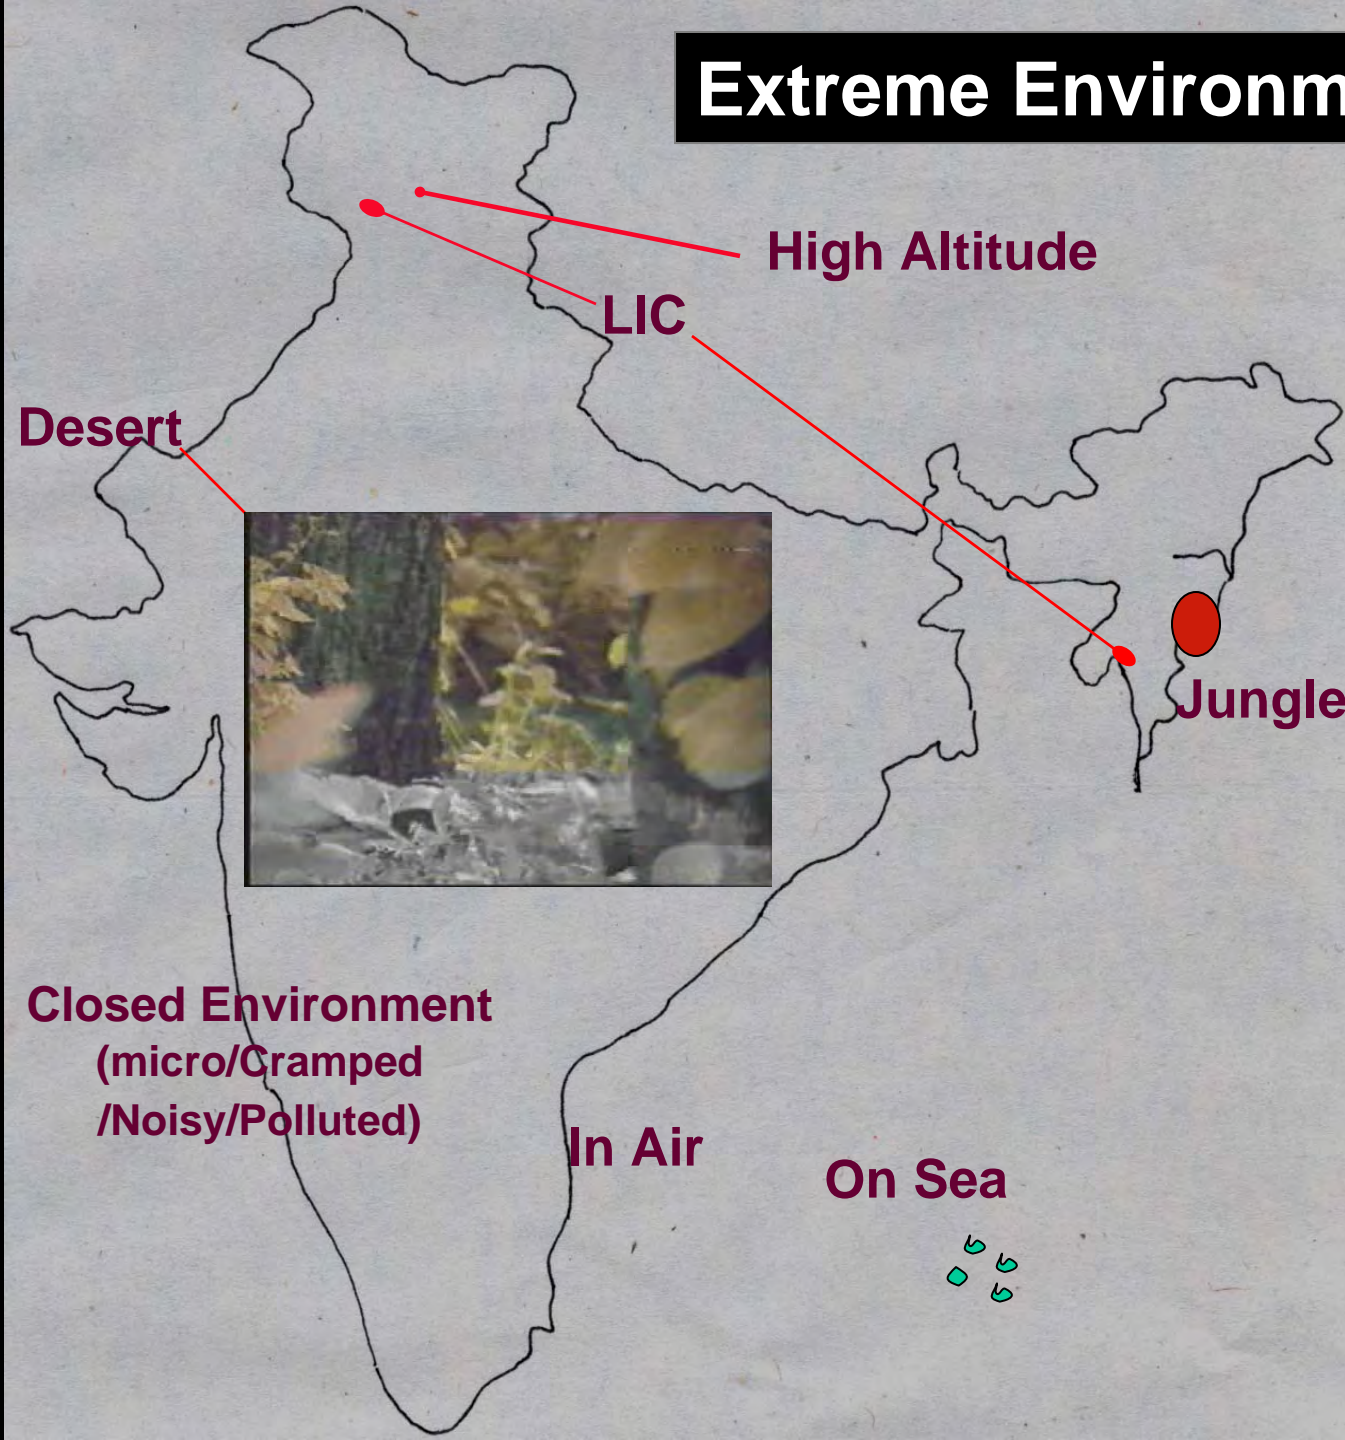 Extreme Environm
High Altitude
LIC
Desert
Jungle
Closed Environment
(micro/Cramped
/Noisy/Polluted)
In Air
On Sea